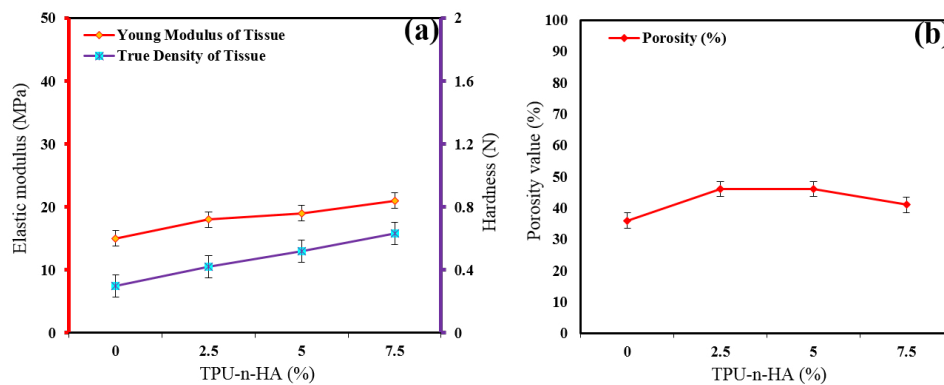 (a)
Young Modulus of Tissue
True Density of Tissue
Elastic modulus (MPa)
50
40
30
20
10
0
2
1.6
1.2
0.8
0.4
0
Hardness (N)
0 2.5 5 7.5
TPU-n-HA (%)
(b)
Porosity (%)
Porosity value (%)
100
90
80
70
60
50
40
30
20
10
0
0 2.5 5 7.5
TPU-n-HA (%)